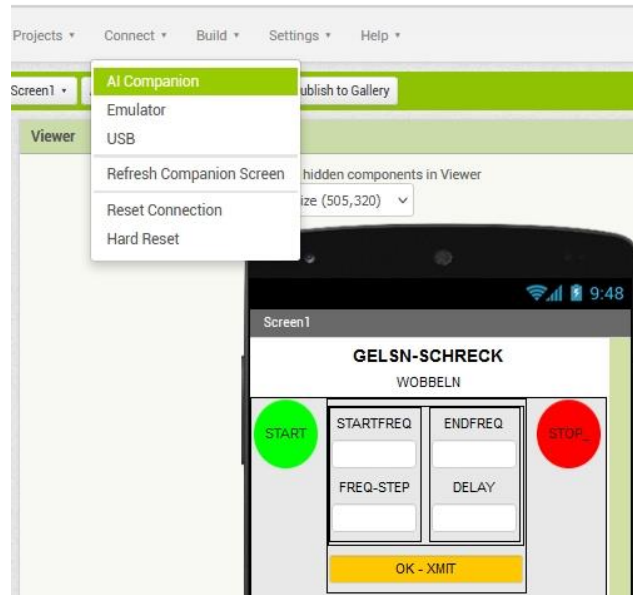 Projects Connect Build Settings Help
Screen1 ublish to Gallery
AI Companion
Emulator
USB
Refresh Companion Screen
Reset Connection
Hard Reset
Viewer
hidden components in Viewer
ize (505,320)
9:48
Screen1
GELSN-SCHRECK
WOBBELN
START
STARTFREQ ENDFREQ
STOP_
FREQ-STEP DELAY
OK - XMIT